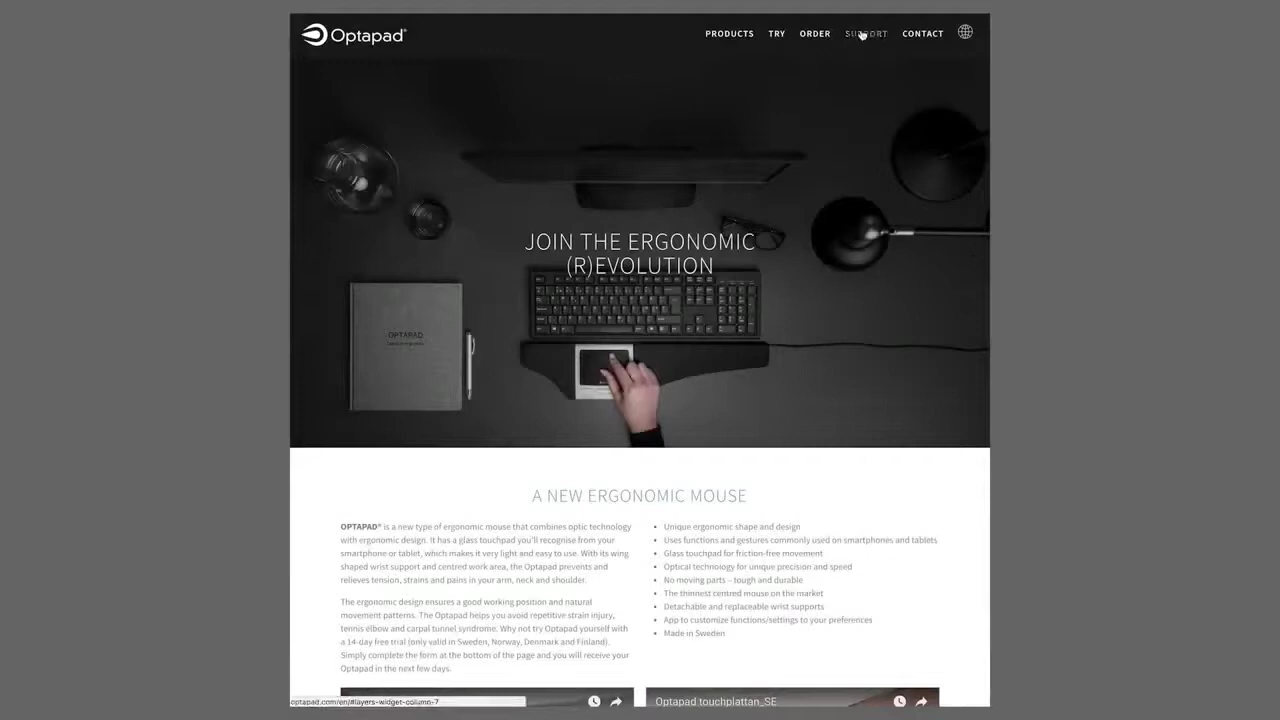 Optapad®
PRODUCTS TRY ORDER SUPPORT CONTACT
JOIN THE ERGONOMIC
(R)EVOLUTION
OPTAPAD
A NEW ERGONOMIC MOUSE
OPTAPAD® is a new type of ergonomic mouse that combines optic technology
with ergonomic design. It has a glass touchpad you'll recognise from your
smartphone or tablet, which makes it very light and easy to use. With its wing
shaped wrist support and centred work area, the Optapad prevents and
relieves tension, strains and pains in your arm, neck and shoulder.
The ergonomic design ensures a good working position and natural
movement patterns. The Optapad helps you avoid repetitive strain injury,
tennis elbow and carpal tunnel syndrome. Why not try Optapad yourself with
a 14-day free trial (only valid in Sweden, Norway, Denmark and Finland).
Simply complete the form at the bottom of the page and you will receive your
Optapad in the next few days.
• Unique ergonomic shape and design
• Uses functions and gestures commonly used on smartphones and tablets
• Glass touchpad for friction-free movement
• Optical technology for unique precision and speed
• No moving parts – tough and durable
• The thinnest centred mouse on the market
• Detachable and replaceable wrist supports
• App to customize functions/settings to your preferences
• Made in Sweden
Optapad touchplattan_SE
optapad.com/en/#layers-widget-column-7